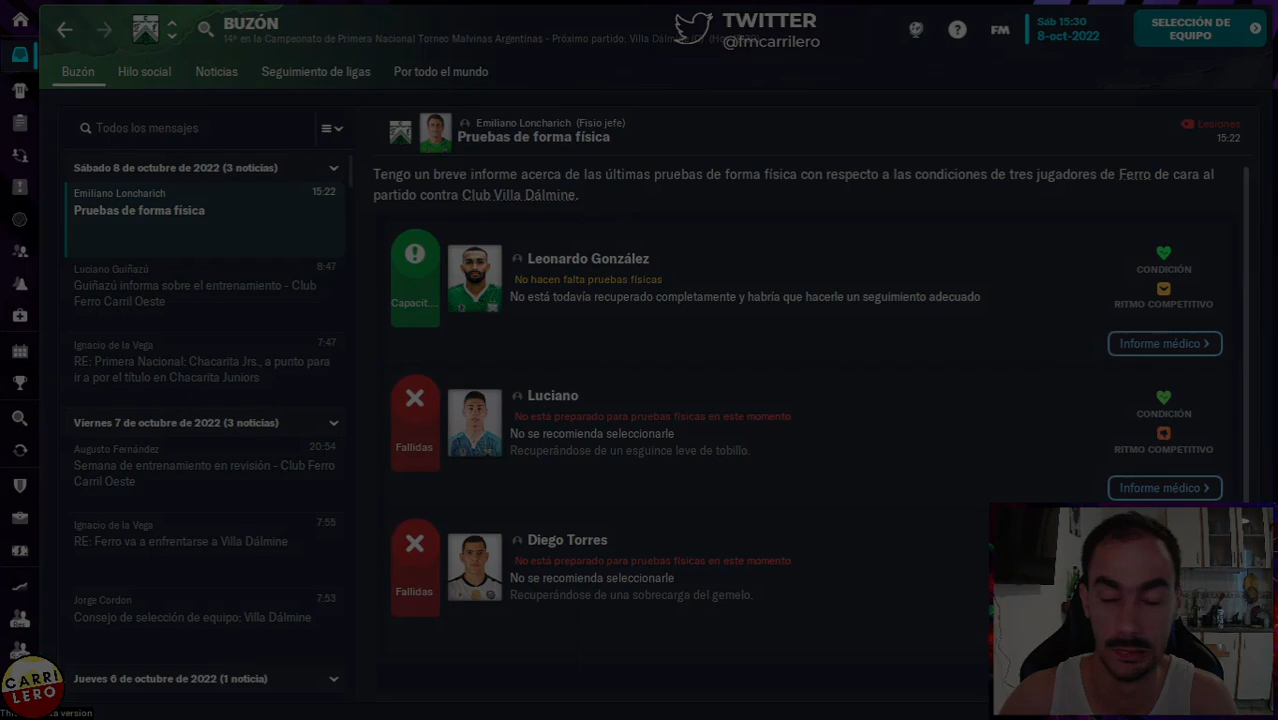 BUZÓN
14º en la Campeonato de Primera Nacional Torneo Malvinas Argentinas - Próximo partido: Villa Dálmine
TWITTER
@fmcarrilero
FM
Sáb 15:30
8-oct-2022
SELECCIÓN DE
EQUIPO
Buzón
Hilo social
Noticias
Seguimiento de ligas
Por todo el mundo
Todos los mensajes
Sábado 8 de octubre de 2022 (3 noticias)
Emiliano Loncharich
15:22
Pruebas de forma física
Luciano Guiñazú
8:47
Guiñazú informa sobre el entrenamiento - Club
Ferro Carril Oeste
Ignacio de la Vega
7:47
RE: Primera Nacional: Chacarita Jrs., a punto para
ir a por el título en Chacarita Juniors
Viernes 7 de octubre de 2022 (3 noticias)
Augusto Fernández
20:54
Semana de entrenamiento en revisión - Club Ferro
Carril Oeste
Ignacio de la Vega
7:55
RE: Ferro va a enfrentarse a Villa Dálmine
Jorge Cordon
7:53
Consejo de selección de equipo: Villa Dálmine
Jueves 6 de octubre de 2022 (1 noticia)
Emiliano Loncharich (Fisio jefe)
Pruebas de forma física
Lesiones
15:22
Tengo un breve informe acerca de las últimas pruebas de forma física con respecto a las condiciones de tres jugadores de Ferro de cara al
partido contra Club Villa Dálmine.
Capacit...
Leonardo González
No hacen falta pruebas físicas
No está todavía recuperado completamente y habría que hacerle un seguimiento adecuado
CONDICIÓN
RITMO COMPETITIVO
Informe médico
Fallidas
Luciano
No está preparado para pruebas físicas en este momento
No se recomienda seleccionarle
Recuperándose de un esguince leve de tobillo.
CONDICIÓN
RITMO COMPETITIVO
Informe médico
Fallidas
Diego Torres
No está preparado para pruebas físicas en este momento
No se recomienda seleccionarle
Recuperándose de una sobrecarga del gemelo.
CARRI
LERO
version